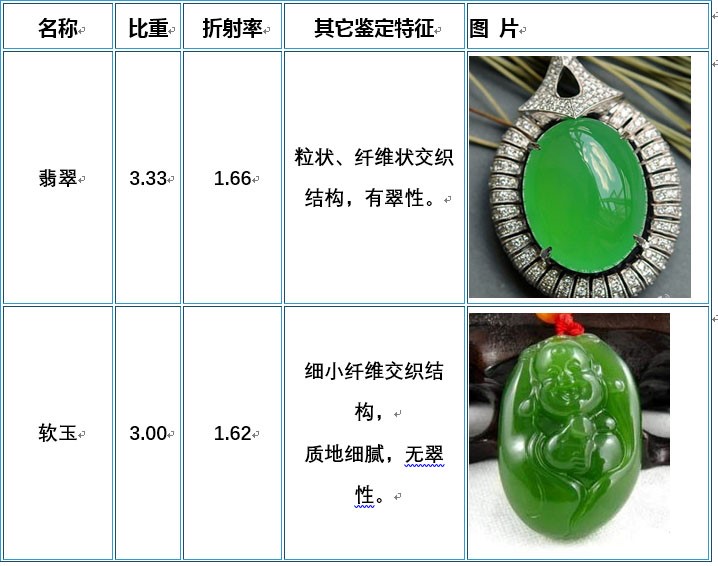 名称 比重 折射率 其它鉴定特征 图 片
翡翠 3.33 1.66 粒状、纤维状交织
结构，有翠性。
软玉 3.00 1.62 细小纤维交织结
构，
质地细腻，无翠
性。